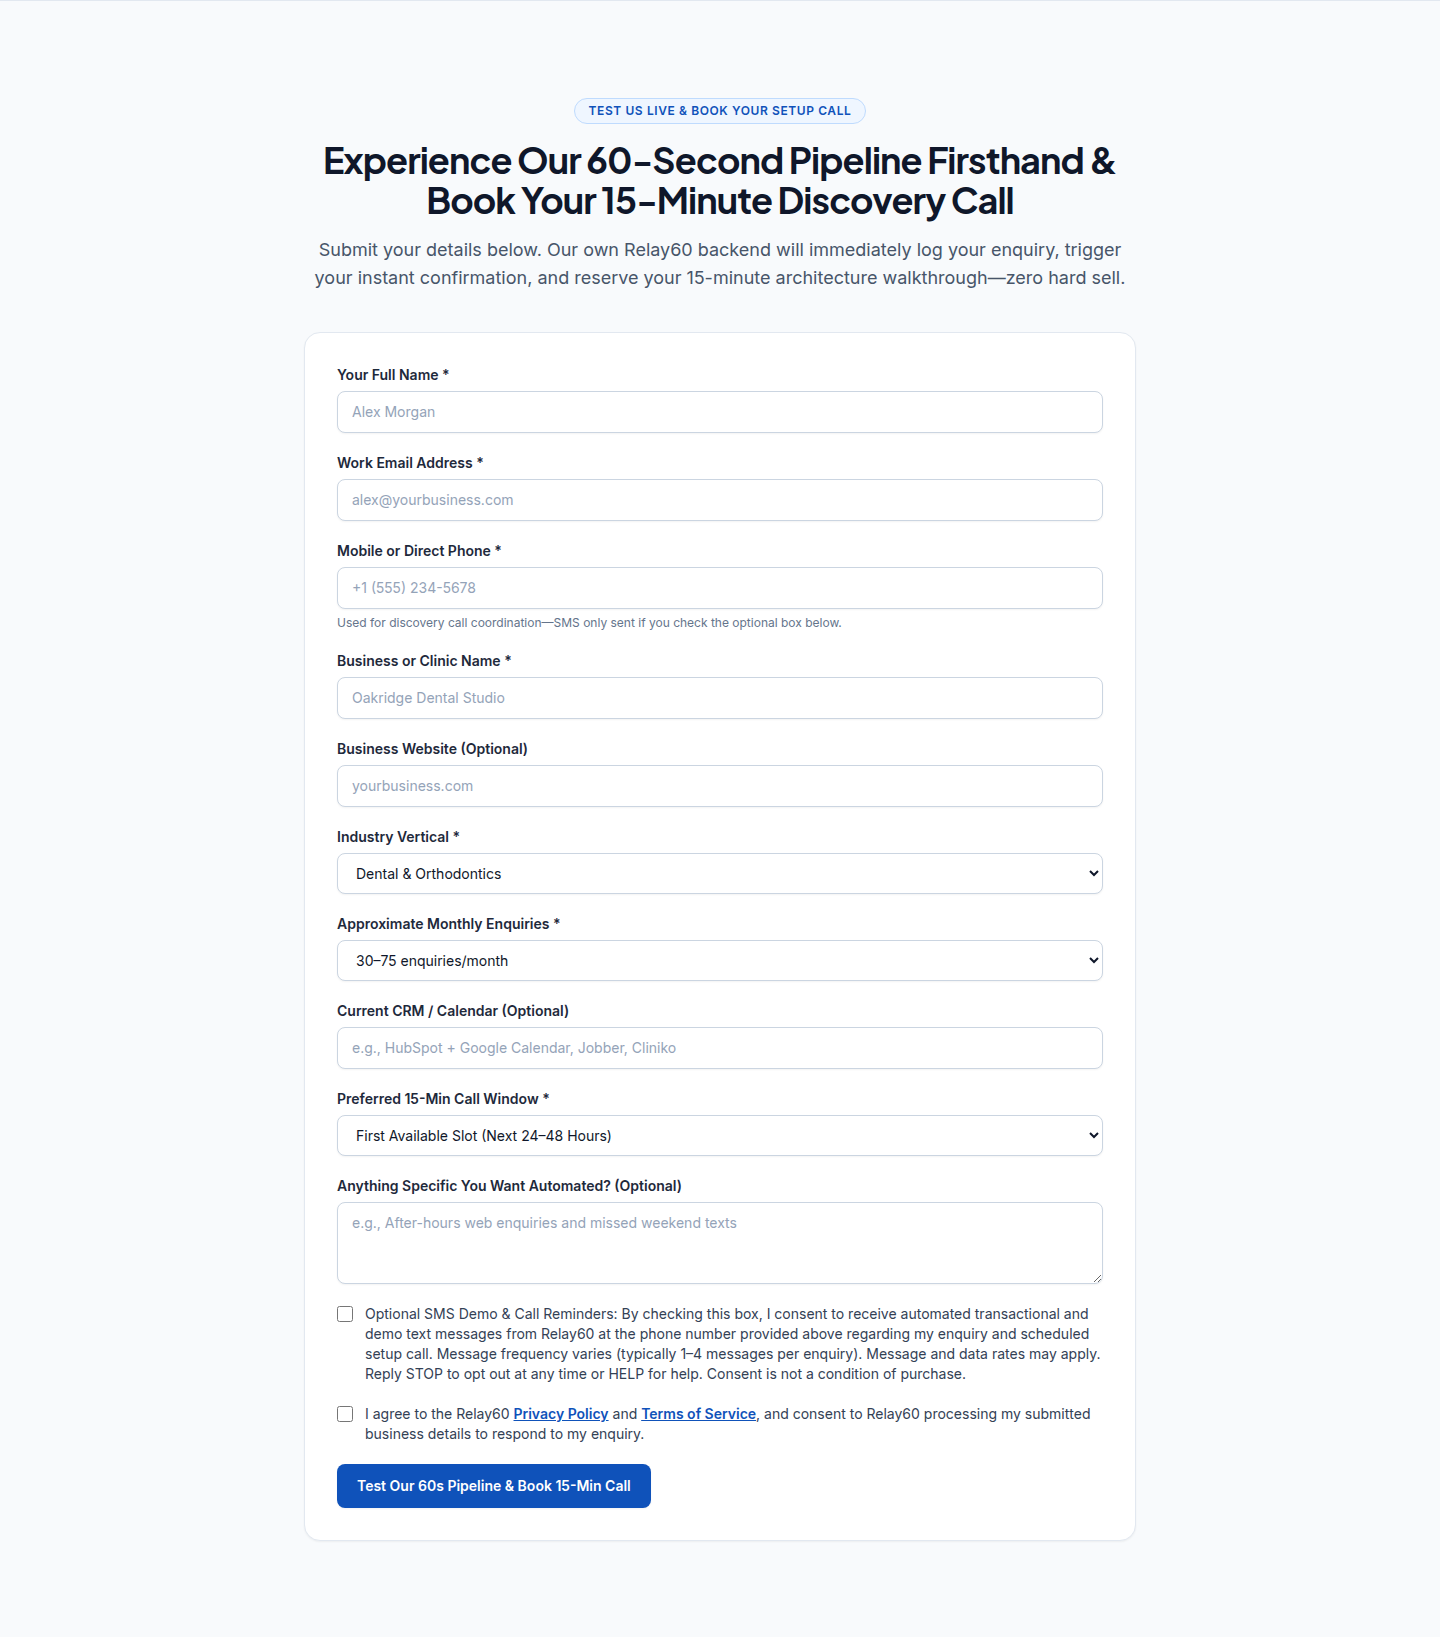 TEST US LIVE & BOOK YOUR SETUP CALL
Experience Our 60-Second Pipeline Firsthand &
Book Your 15-Minute Discovery Call
Submit your details below. Our own Relay60 backend will immediately log your enquiry, trigger
your instant confirmation, and reserve your 15-minute architecture walkthrough—zero hard sell.
Your Full Name *
Alex Morgan
Work Email Address *
alex@yourbusiness.com
Mobile or Direct Phone *
+1 (555) 234-5678
Used for discovery call coordination—SMS only sent if you check the optional box below.
Business or Clinic Name *
Oakridge Dental Studio
Business Website (Optional)
yourbusiness.com
Industry Vertical *
Dental & Orthodontics
Approximate Monthly Enquiries *
30–75 enquiries/month
Current CRM / Calendar (Optional)
e.g., HubSpot + Google Calendar, Jobber, Cliniko
Preferred 15-Min Call Window *
First Available Slot (Next 24–48 Hours)
Anything Specific You Want Automated? (Optional)
e.g., After-hours web enquiries and missed weekend texts
Optional SMS Demo & Call Reminders: By checking this box, I consent to receive automated transactional and
demo text messages from Relay60 at the phone number provided above regarding my enquiry and scheduled
setup call. Message frequency varies (typically 1–4 messages per enquiry). Message and data rates may apply.
Reply STOP to opt out at any time or HELP for help. Consent is not a condition of purchase.
I agree to the Relay60 Privacy Policy and Terms of Service, and consent to Relay60 processing my submitted
business details to respond to my enquiry.
Test Our 60s Pipeline & Book 15-Min Call